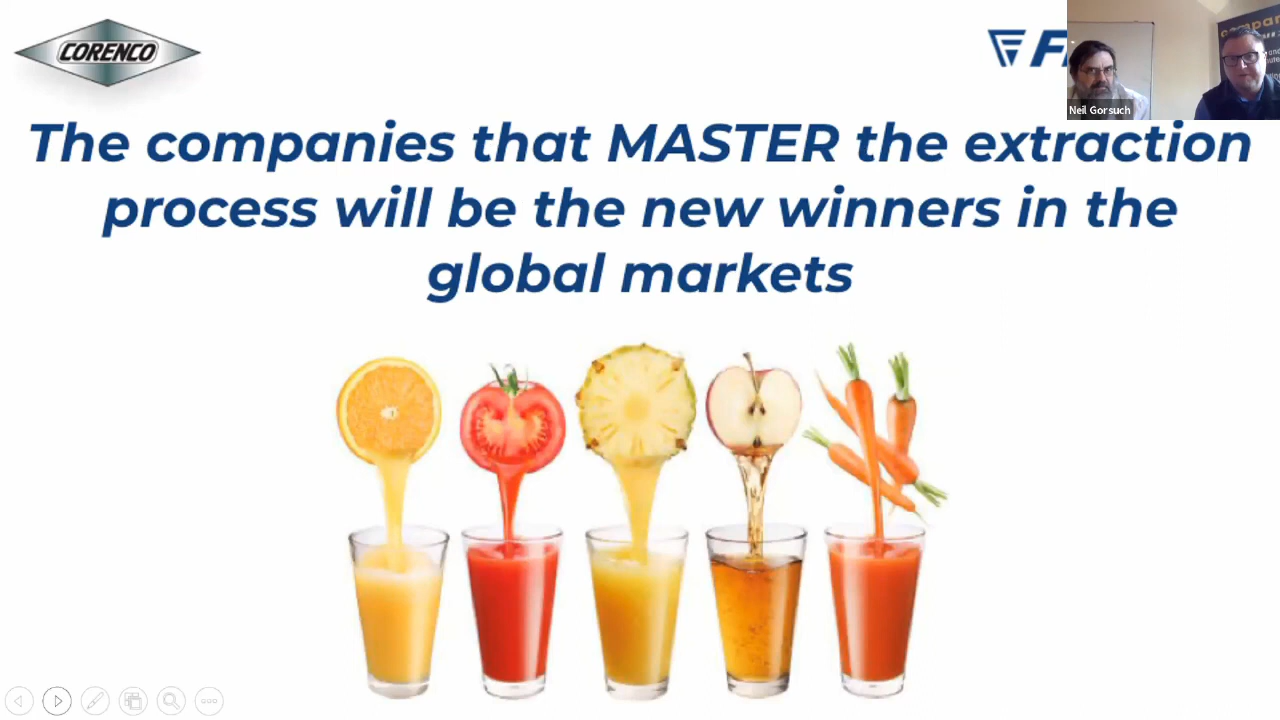 CORENCO
Neil Gorsuch
The companies that MASTER the extraction
process will be the new winners in the
global markets